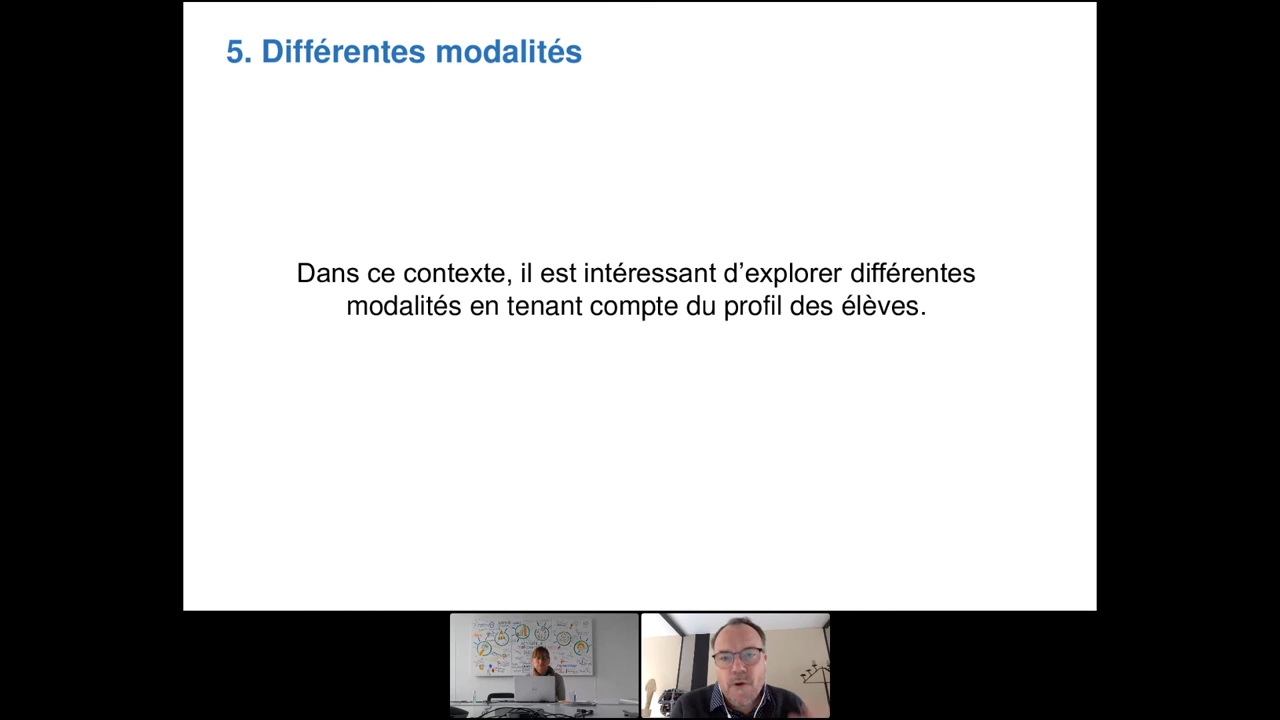 5. Différentes modalités
Dans ce contexte, il est intéressant d’explorer différentes
modalités en tenant compte du profil des élèves.